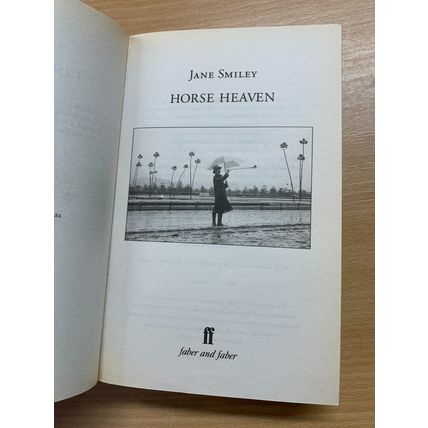 JANE SMILEY
HORSE HEAVEN
ff
faber and faber